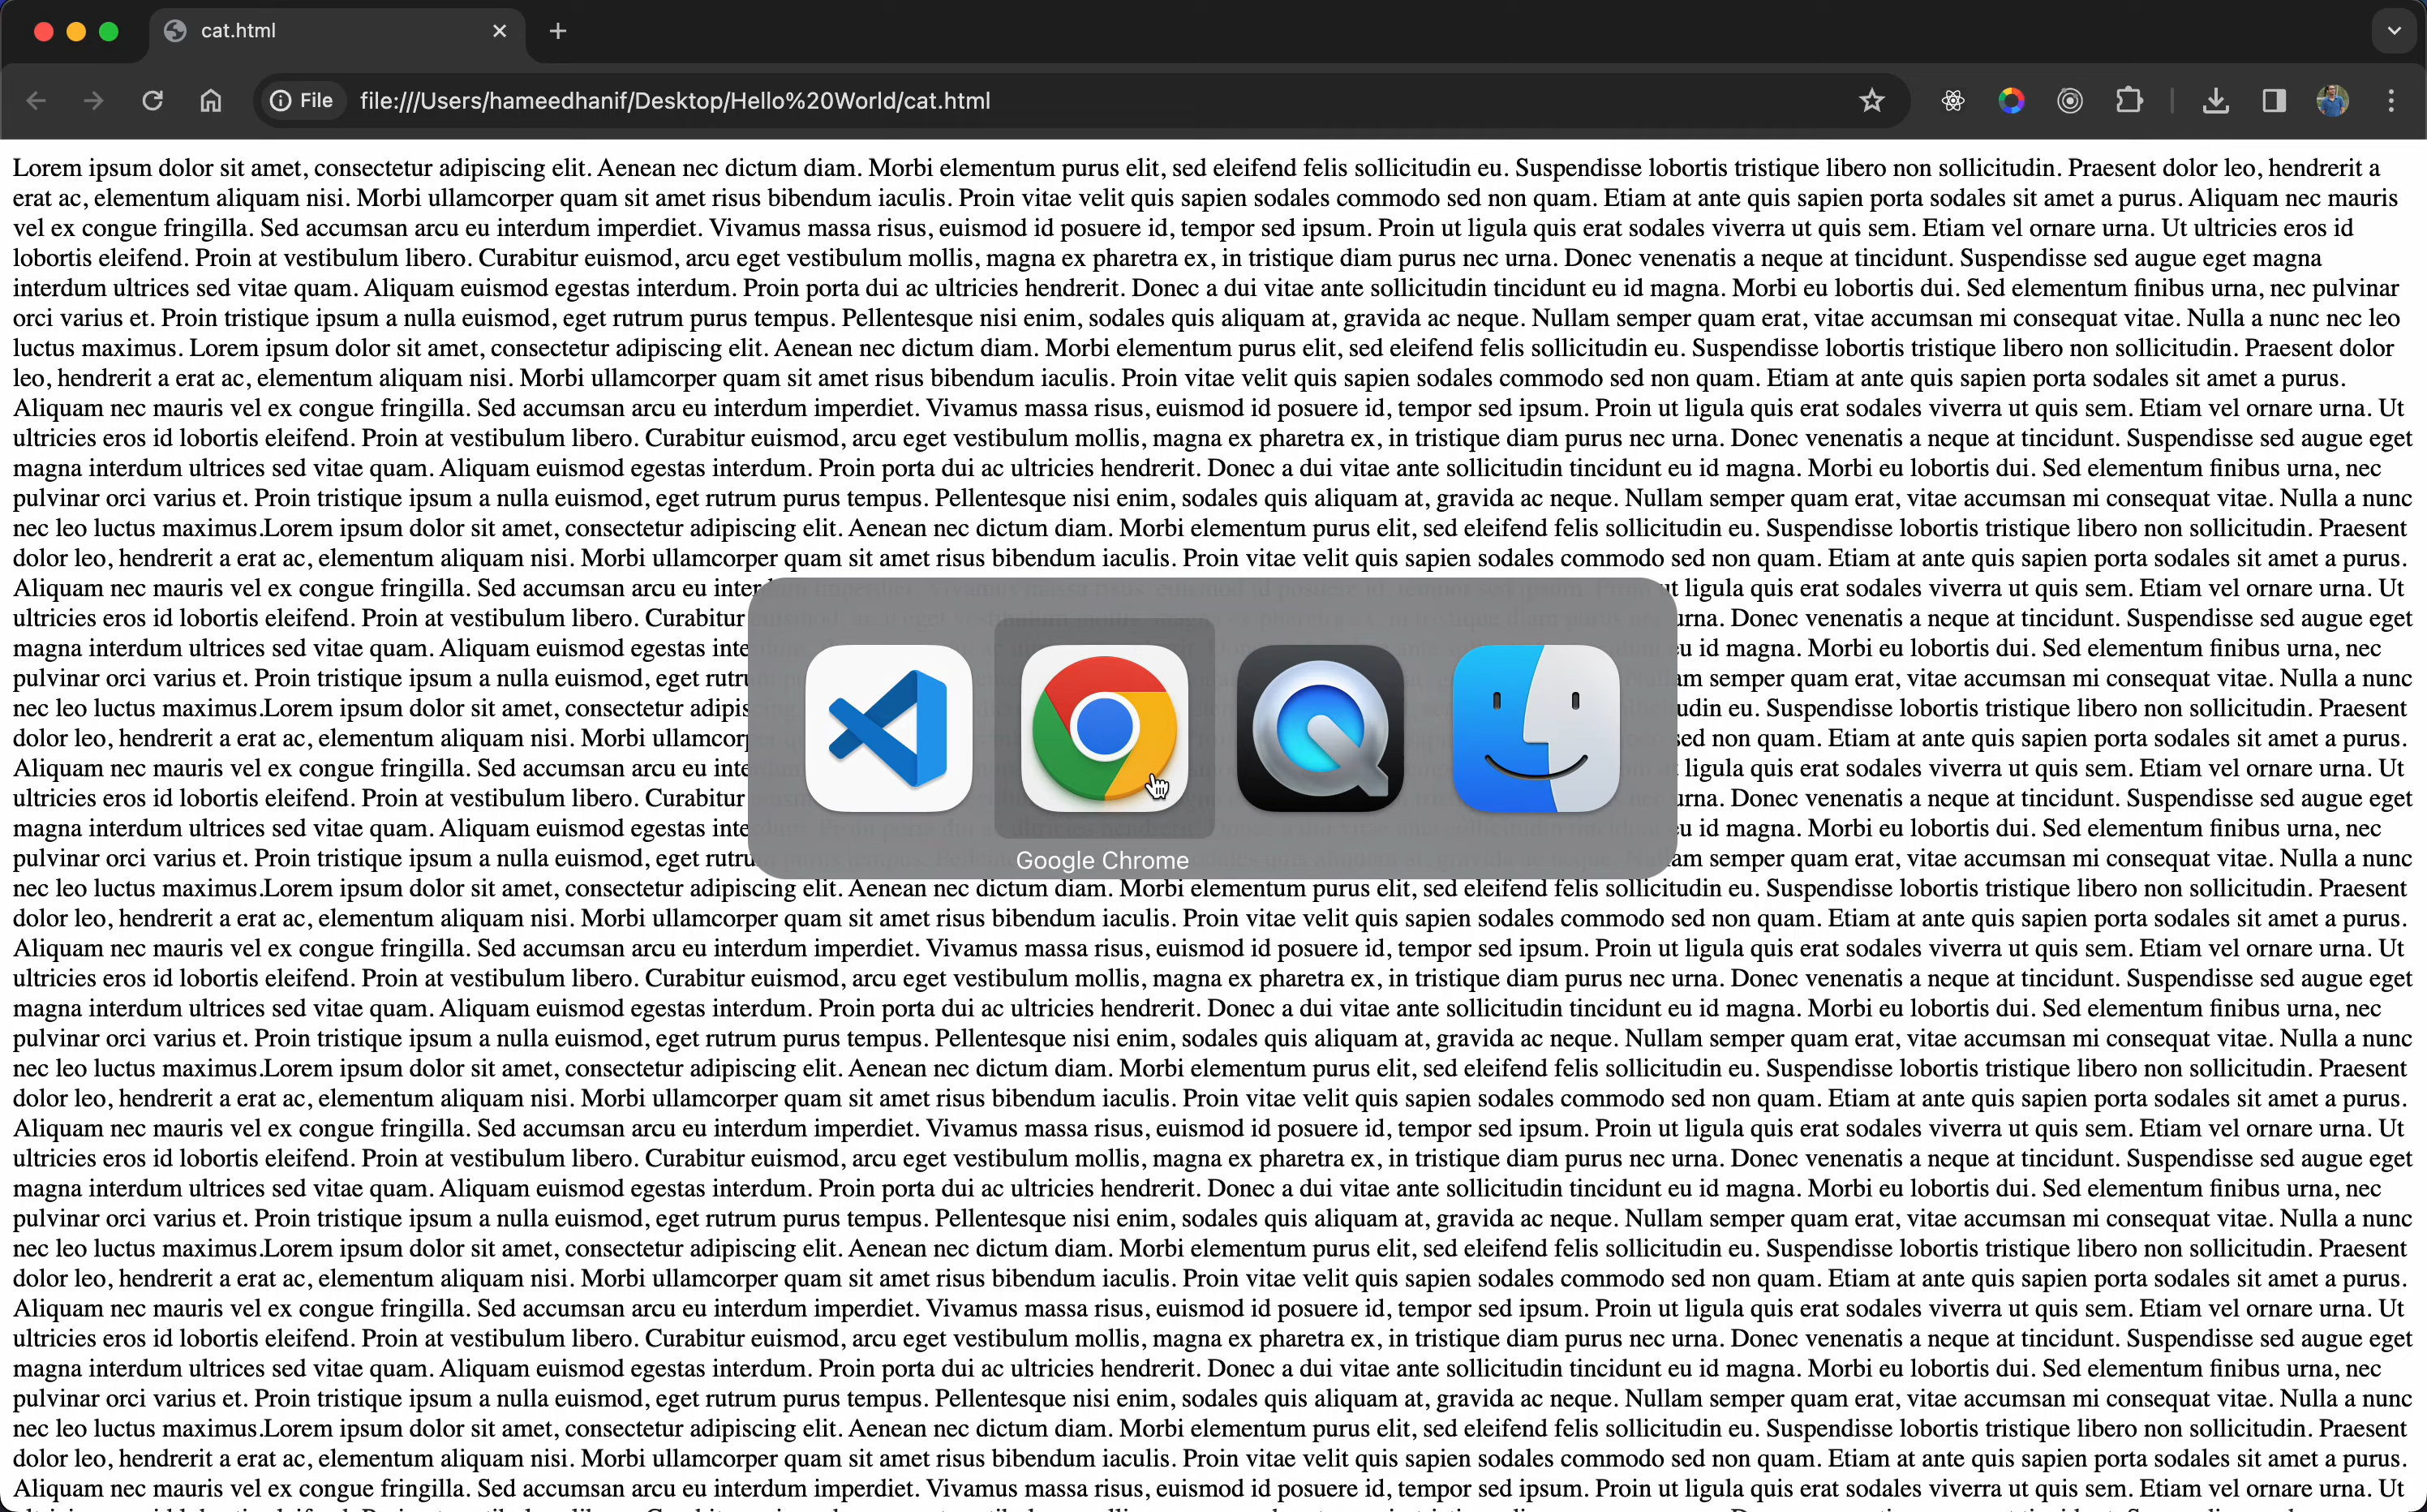 cat.html
File
file:///Users/hameedhanif/Desktop/Hello%20World/cat.html
Lorem ipsum dolor sit amet, consectetur adipiscing elit. Aenean nec dictum diam. Morbi elementum purus elit, sed eleifend felis sollicitudin eu. Suspendisse lobortis tristique libero non sollicitudin. Praesent dolor leo, hendrerit a
erat ac, elementum aliquam nisi. Morbi ullamcorper quam sit amet risus bibendum iaculis. Proin vitae velit quis sapien sodales commodo sed non quam. Etiam at ante quis sapien porta sodales sit amet a purus. Aliquam nec mauris
vel ex congue fringilla. Sed accumsan arcu eu interdum imperdiet. Vivamus massa risus, euismod id posuere id, tempor sed ipsum. Proin ut ligula quis erat sodales viverra ut quis sem. Etiam vel ornare urna. Ut ultricies eros id
lobortis eleifend. Proin at vestibulum libero. Curabitur euismod, arcu eget vestibulum mollis, magna ex pharetra ex, in tristique diam purus nec urna. Donec venenatis a neque at tincidunt. Suspendisse sed augue eget magna
interdum ultrices sed vitae quam. Aliquam euismod egestas interdum. Proin porta dui ac ultricies hendrerit. Donec a dui vitae ante sollicitudin tincidunt eu id magna. Morbi eu lobortis dui. Sed elementum finibus urna, nec pulvinar
orci varius et. Proin tristique ipsum a nulla euismod, eget rutrum purus tempus. Pellentesque nisi enim, sodales quis aliquam at, gravida ac neque. Nullam semper quam erat, vitae accumsan mi consequat vitae. Nulla a nunc nec leo
luctus maximus. Lorem ipsum dolor sit amet, consectetur adipiscing elit. Aenean nec dictum diam. Morbi elementum purus elit, sed eleifend felis sollicitudin eu. Suspendisse lobortis tristique libero non sollicitudin. Praesent dolor
leo, hendrerit a erat ac, elementum aliquam nisi. Morbi ullamcorper quam sit amet risus bibendum iaculis. Proin vitae velit quis sapien sodales commodo sed non quam. Etiam at ante quis sapien porta sodales sit amet a purus.
Aliquam nec mauris vel ex congue fringilla. Sed accumsan arcu eu interdum imperdiet. Vivamus massa risus, euismod id posuere id, tempor sed ipsum. Proin ut ligula quis erat sodales viverra ut quis sem. Etiam vel ornare urna. Ut
ultricies eros id lobortis eleifend. Proin at vestibulum libero. Curabitur euismod, arcu eget vestibulum mollis, magna ex pharetra ex, in tristique diam purus nec urna. Donec venenatis a neque at tincidunt. Suspendisse sed augue eget
magna interdum ultrices sed vitae quam. Aliquam euismod egestas interdum. Proin porta dui ac ultricies hendrerit. Donec a dui vitae ante sollicitudin tincidunt eu id magna. Morbi eu lobortis dui. Sed elementum finibus urna, nec
pulvinar orci varius et. Proin tristique ipsum a nulla euismod, eget rutrum purus tempus. Pellentesque nisi enim, sodales quis aliquam at, gravida ac neque. Nullam semper quam erat, vitae accumsan mi consequat vitae. Nulla a nunc
nec leo luctus maximus.Lorem ipsum dolor sit amet, consectetur adipiscing elit. Aenean nec dictum diam. Morbi elementum purus elit, sed eleifend felis sollicitudin eu. Suspendisse lobortis tristique libero non sollicitudin. Praesent
dolor leo, hendrerit a erat ac, elementum aliquam nisi. Morbi ullamcorper quam sit amet risus bibendum iaculis. Proin vitae velit quis sapien sodales commodo sed non quam. Etiam at ante quis sapien porta sodales sit amet a purus.
Aliquam nec mauris vel ex congue fringilla. Sed accumsan arcu eu ligula quis erat sodales viverra ut quis sem. Etiam vel ornare urna. Ut
ultricies eros id lobortis eleifend. Proin at vestibulum libero. Curabitur urna. Donec venenatis a neque at tincidunt. Suspendisse sed augue eget
magna interdum ultrices sed vitae quam. Aliquam euismod egestas id magna. Morbi eu lobortis dui. Sed elementum finibus urna, nec
pulvinar orci varius et. Proin tristique ipsum a nulla euismod, eget semper quam erat, vitae accumsan mi consequat vitae. Nulla a nunc
nec leo luctus maximus.Lorem ipsum dolor sit amet, consectetur eu. Suspendisse lobortis tristique libero non sollicitudin. Praesent
dolor leo, hendrerit a erat ac, elementum aliquam nisi. Morbi sed non quam. Etiam at ante quis sapien porta sodales sit amet a purus.
Aliquam nec mauris vel ex congue fringilla. Sed accumsan arcu eu ligula quis erat sodales viverra ut quis sem. Etiam vel ornare urna. Ut
ultricies eros id lobortis eleifend. Proin at vestibulum libero. Curabitur urna. Donec venenatis a neque at tincidunt. Suspendisse sed augue eget
magna interdum ultrices sed vitae quam. Aliquam euismod egestas id magna. Morbi eu lobortis dui. Sed elementum finibus urna, nec
pulvinar orci varius et. Proin tristique ipsum a nulla euismod, eget semper quam erat, vitae accumsan mi consequat vitae. Nulla a nunc
Google Chrome
nec leo luctus maximus.Lorem ipsum dolor sit amet, consectetur adipiscing elit. Aenean nec dictum diam. Morbi elementum purus elit, sed eleifend felis sollicitudin eu. Suspendisse lobortis tristique libero non sollicitudin. Praesent
dolor leo, hendrerit a erat ac, elementum aliquam nisi. Morbi ullamcorper quam sit amet risus bibendum iaculis. Proin vitae velit quis sapien sodales commodo sed non quam. Etiam at ante quis sapien porta sodales sit amet a purus.
Aliquam nec mauris vel ex congue fringilla. Sed accumsan arcu eu interdum imperdiet. Vivamus massa risus, euismod id posuere id, tempor sed ipsum. Proin ut ligula quis erat sodales viverra ut quis sem. Etiam vel ornare urna. Ut
ultricies eros id lobortis eleifend. Proin at vestibulum libero. Curabitur euismod, arcu eget vestibulum mollis, magna ex pharetra ex, in tristique diam purus nec urna. Donec venenatis a neque at tincidunt. Suspendisse sed augue eget
magna interdum ultrices sed vitae quam. Aliquam euismod egestas interdum. Proin porta dui ac ultricies hendrerit. Donec a dui vitae ante sollicitudin tincidunt eu id magna. Morbi eu lobortis dui. Sed elementum finibus urna, nec
pulvinar orci varius et. Proin tristique ipsum a nulla euismod, eget rutrum purus tempus. Pellentesque nisi enim, sodales quis aliquam at, gravida ac neque. Nullam semper quam erat, vitae accumsan mi consequat vitae. Nulla a nunc
nec leo luctus maximus.Lorem ipsum dolor sit amet, consectetur adipiscing elit. Aenean nec dictum diam. Morbi elementum purus elit, sed eleifend felis sollicitudin eu. Suspendisse lobortis tristique libero non sollicitudin. Praesent
dolor leo, hendrerit a erat ac, elementum aliquam nisi. Morbi ullamcorper quam sit amet risus bibendum iaculis. Proin vitae velit quis sapien sodales commodo sed non quam. Etiam at ante quis sapien porta sodales sit amet a purus.
Aliquam nec mauris vel ex congue fringilla. Sed accumsan arcu eu interdum imperdiet. Vivamus massa risus, euismod id posuere id, tempor sed ipsum. Proin ut ligula quis erat sodales viverra ut quis sem. Etiam vel ornare urna. Ut
ultricies eros id lobortis eleifend. Proin at vestibulum libero. Curabitur euismod, arcu eget vestibulum mollis, magna ex pharetra ex, in tristique diam purus nec urna. Donec venenatis a neque at tincidunt. Suspendisse sed augue eget
magna interdum ultrices sed vitae quam. Aliquam euismod egestas interdum. Proin porta dui ac ultricies hendrerit. Donec a dui vitae ante sollicitudin tincidunt eu id magna. Morbi eu lobortis dui. Sed elementum finibus urna, nec
pulvinar orci varius et. Proin tristique ipsum a nulla euismod, eget rutrum purus tempus. Pellentesque nisi enim, sodales quis aliquam at, gravida ac neque. Nullam semper quam erat, vitae accumsan mi consequat vitae. Nulla a nunc
nec leo luctus maximus.Lorem ipsum dolor sit amet, consectetur adipiscing elit. Aenean nec dictum diam. Morbi elementum purus elit, sed eleifend felis sollicitudin eu. Suspendisse lobortis tristique libero non sollicitudin. Praesent
dolor leo, hendrerit a erat ac, elementum aliquam nisi. Morbi ullamcorper quam sit amet risus bibendum iaculis. Proin vitae velit quis sapien sodales commodo sed non quam. Etiam at ante quis sapien porta sodales sit amet a purus.
Aliquam nec mauris vel ex congue fringilla. Sed accumsan arcu eu interdum imperdiet. Vivamus massa risus, euismod id posuere id, tempor sed ipsum. Proin ut ligula quis erat sodales viverra ut quis sem. Etiam vel ornare urna. Ut
ultricies eros id lobortis eleifend. Proin at vestibulum libero. Curabitur euismod, arcu eget vestibulum mollis, magna ex pharetra ex, in tristique diam purus nec urna. Donec venenatis a neque at tincidunt. Suspendisse sed augue eget
magna interdum ultrices sed vitae quam. Aliquam euismod egestas interdum. Proin porta dui ac ultricies hendrerit. Donec a dui vitae ante sollicitudin tincidunt eu id magna. Morbi eu lobortis dui. Sed elementum finibus urna, nec
pulvinar orci varius et. Proin tristique ipsum a nulla euismod, eget rutrum purus tempus. Pellentesque nisi enim, sodales quis aliquam at, gravida ac neque. Nullam semper quam erat, vitae accumsan mi consequat vitae. Nulla a nunc
nec leo luctus maximus.Lorem ipsum dolor sit amet, consectetur adipiscing elit. Aenean nec dictum diam. Morbi elementum purus elit, sed eleifend felis sollicitudin eu. Suspendisse lobortis tristique libero non sollicitudin. Praesent
dolor leo, hendrerit a erat ac, elementum aliquam nisi. Morbi ullamcorper quam sit amet risus bibendum iaculis. Proin vitae velit quis sapien sodales commodo sed non quam. Etiam at ante quis sapien porta sodales sit amet a purus.
Aliquam nec mauris vel ex congue fringilla. Sed accumsan arcu eu interdum imperdiet. Vivamus massa risus, euismod id posuere id, tempor sed ipsum. Proin ut ligula quis erat sodales viverra ut quis sem. Etiam vel ornare urna. Ut